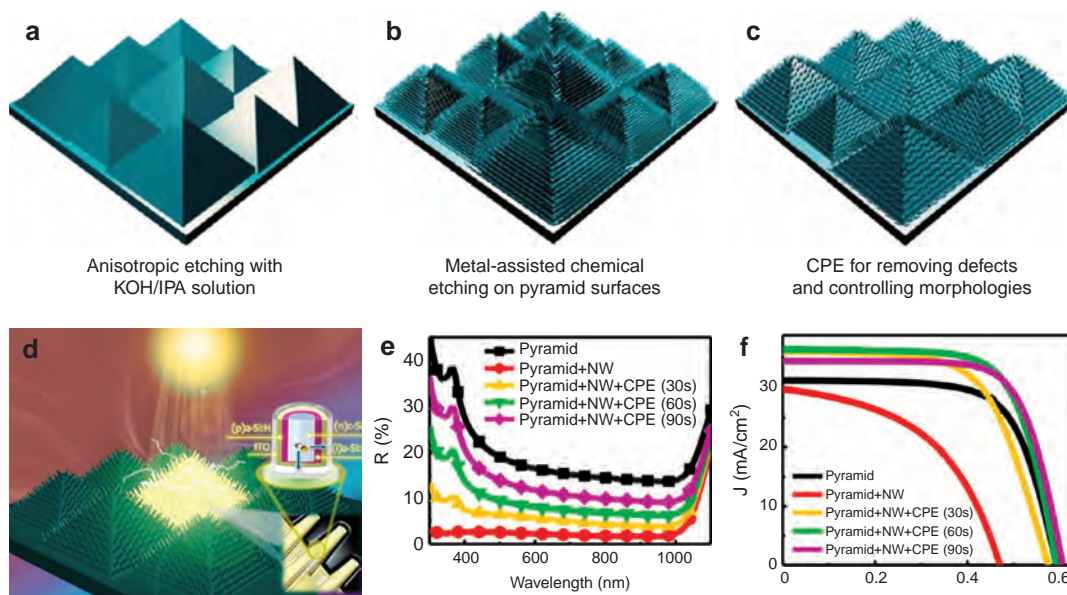 a
b
c
Anisotropic etching with
KOH/IPA solution
Metal-assisted chemical
etching on pyramid surfaces
CPE for removing defects
and controlling morphologies
d
(p)a-Si:H
ITO
(n)c-Si
(i)a-Si:
e
Pyramid
Pyramid+NW
Pyramid+NW+CPE (30s)
Pyramid+NW+CPE (60s)
Pyramid+NW+CPE (90s)
R (%)
40
30
20
10
0
400
600
800
1000
Wavelength (nm)
f
J (mA/cm²)
30
20
10
0
Pyramid
Pyramid+NW
Pyramid+NW+CPE (30s)
Pyramid+NW+CPE (60s)
Pyramid+NW+CPE (90s)
0
0.2
0.4
0.6